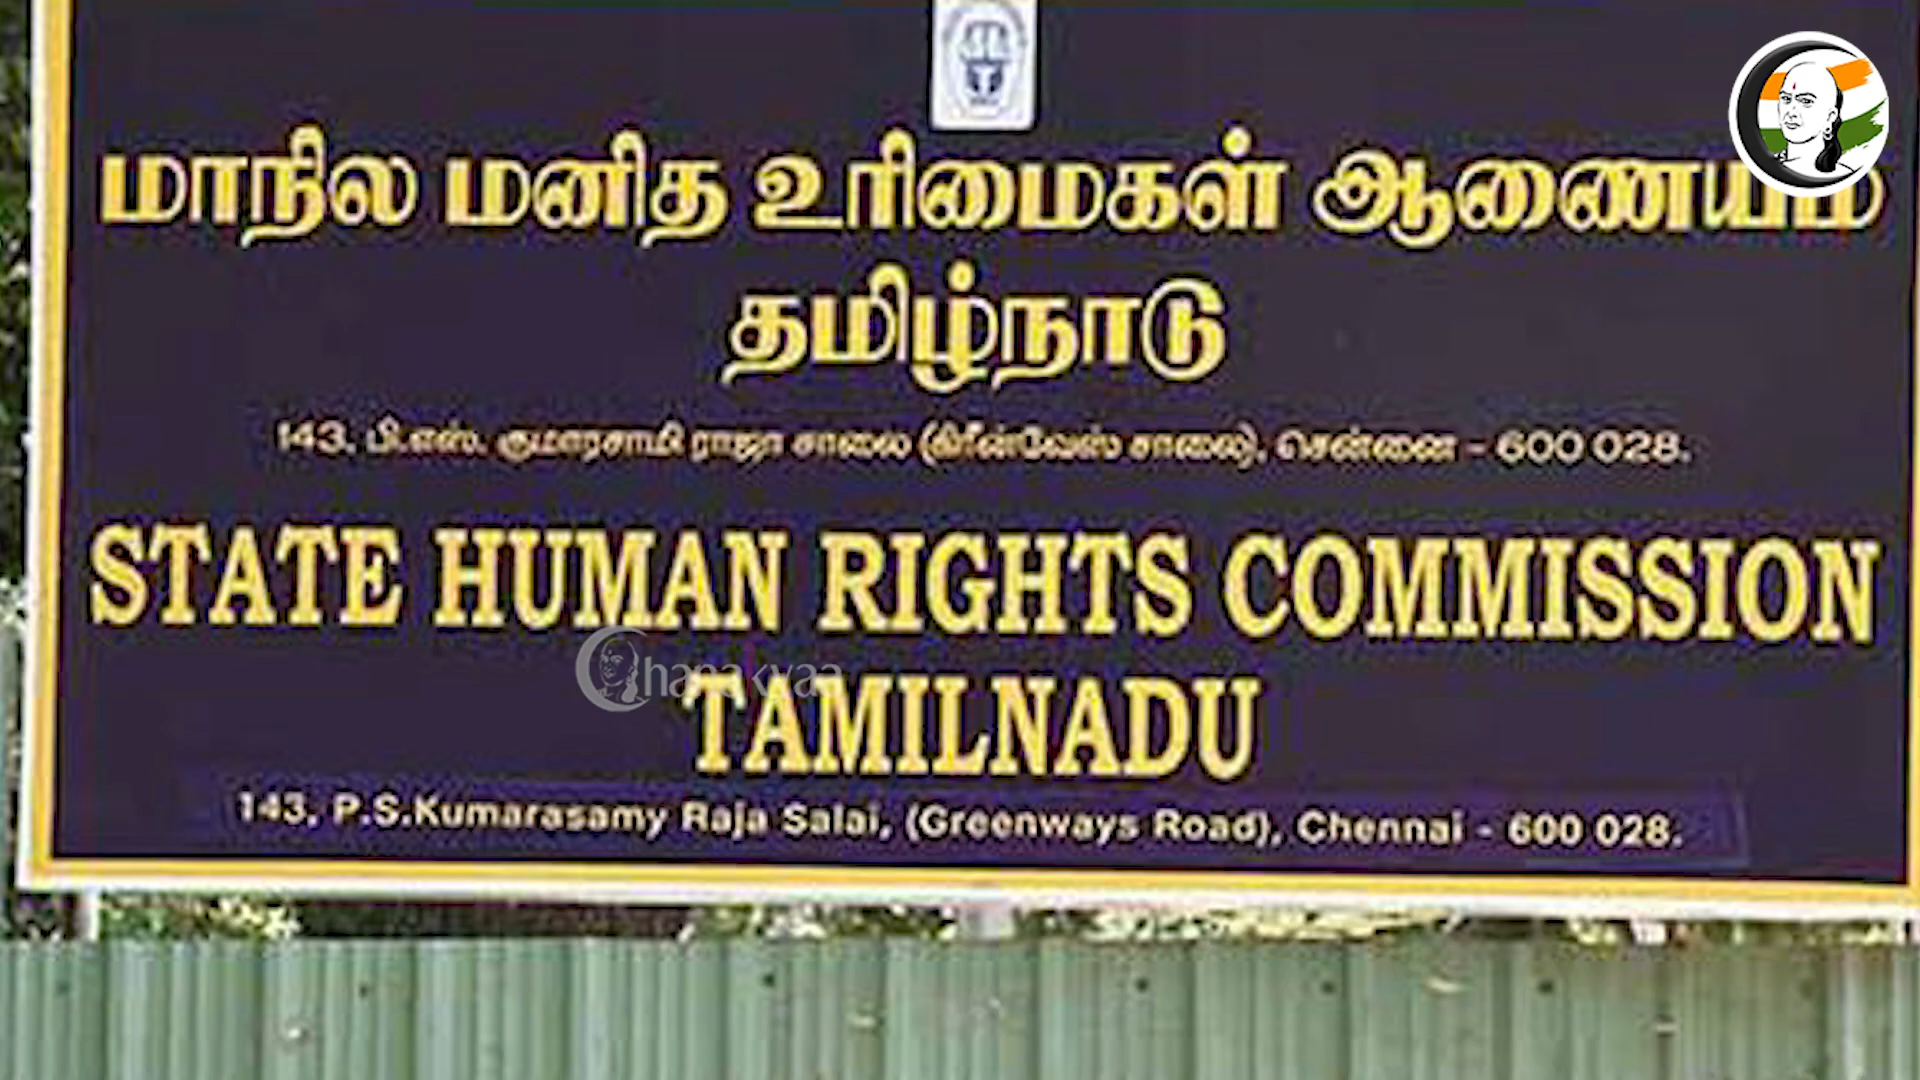 மாநில மனித உரிமைகள் ஆணையம்
தமிழ்நாடு
143, பி.எஸ். குமாரசாமி ராஜா சாலை (கிரீன்வேஸ் சாலை), சென்னை - 600 028.
STATE HUMAN RIGHTS COMMISSION
Chanakyaa
TAMILNADU
143, P.S.Kumarasamy Raja Salai, (Greenways Road), Chennai - 600 028.